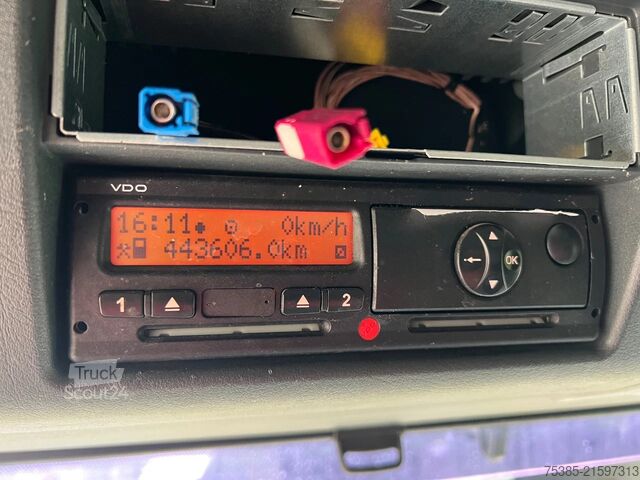 VDO
16:11 0km/h
443606.0km
1 2
OK
Truck
Scout24
75385-21597313